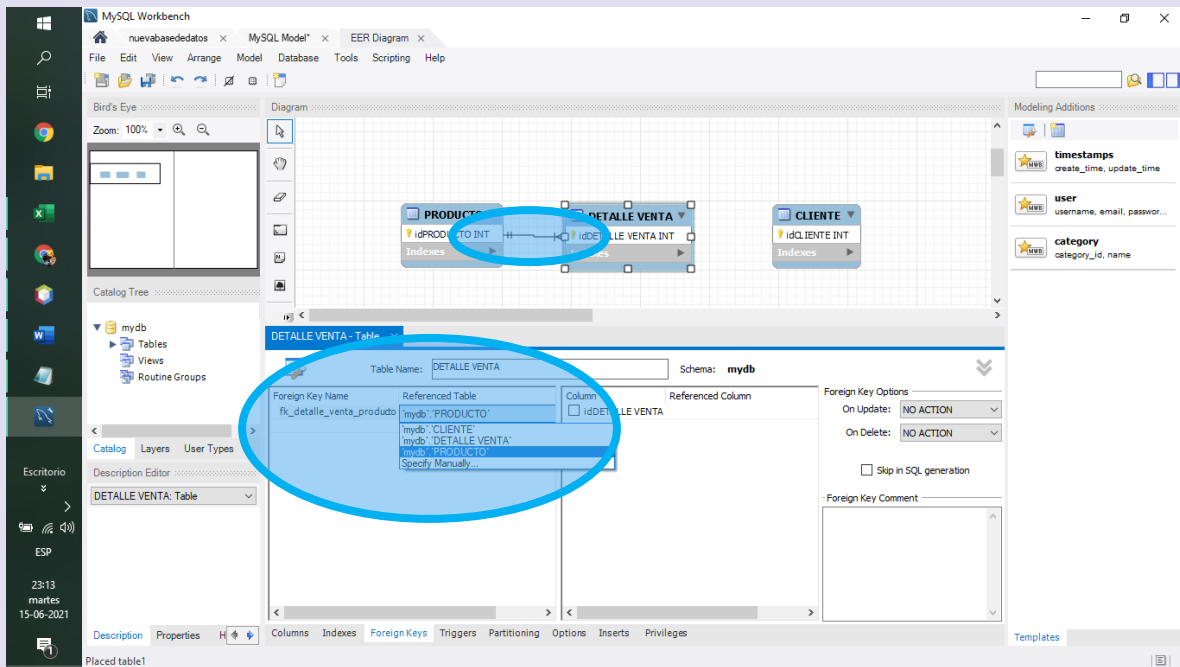 MySQL Workbench
nuevabasededatos × MySQL Model* × EER Diagram ×
File Edit View Arrange Model Database Tools Scripting Help
Bird's Eye
Diagram
Modeling Additions
Zoom: 100%
timestamps
create_time, update_time
user
username, email, passwor...
category
category_id, name
PRODUCTO
idPRODUCTO INT
Indexes
DETALLE VENTA
idDETALLE VENTA INT
CLIENTE
idCLIENTE INT
Indexes
Catalog Tree
mydb
Tables
Views
Routine Groups
Catalog Layers User Types
Description Editor
DETALLE VENTA: Table
Description Properties H
DETALLE VENTA - Table ×
Table Name: DETALLE VENTA
Schema: mydb
Foreign Key Name Referenced Table
fk_detalle_venta_producto `mydb`.`PRODUCTO`
`mydb`.`CLIENTE`
`mydb`.`DETALLE VENTA`
`mydb`.`PRODUCTO`
Specify Manually...
Column Referenced Column
idDETALLE VENTA
Foreign Key Options
On Update: NO ACTION
On Delete: NO ACTION
Skip in SQL generation
Foreign Key Comment
Columns Indexes Foreign Keys Triggers Partitioning Options Inserts Privileges
Templates
Placed table1
Escritorio
ESP
23:13
martes
15-06-2021